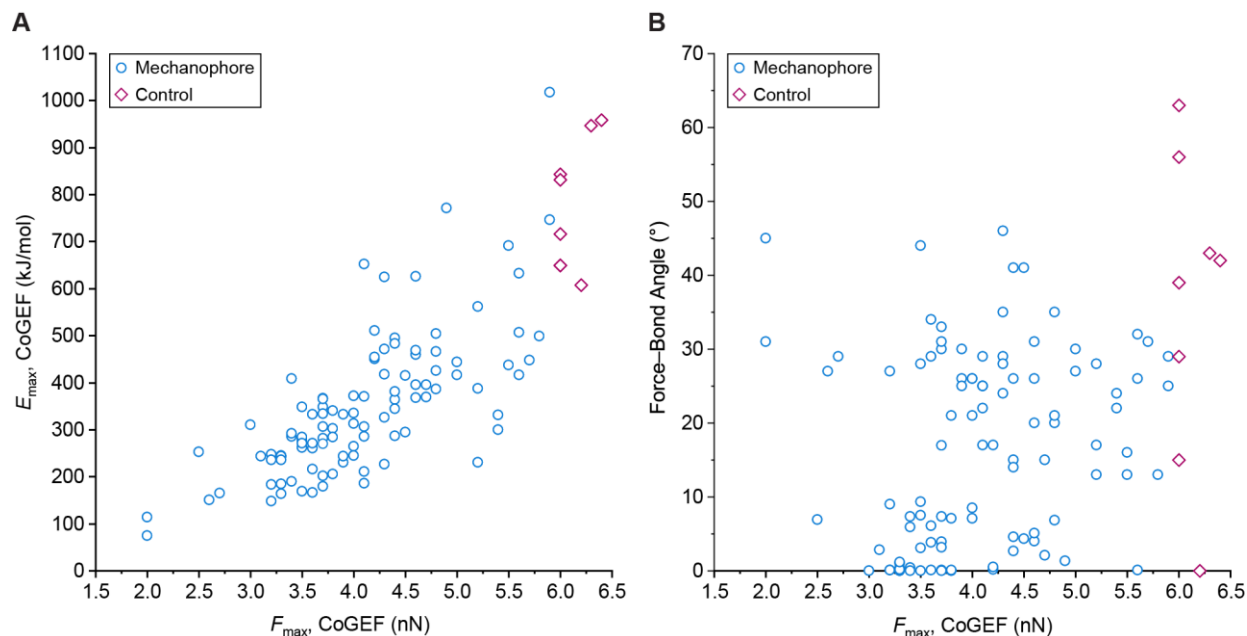 A
1100
1000
900
800
700
600
500
400
300
200
100
0
E_max, CoGEF (kJ/mol)
Mechanophore
Control
1.5 2.0 2.5 3.0 3.5 4.0 4.5 5.0 5.5 6.0 6.5
F_max, CoGEF (nN)
B
70
60
50
40
30
20
10
0
Force–Bond Angle (°)
Mechanophore
Control
1.5 2.0 2.5 3.0 3.5 4.0 4.5 5.0 5.5 6.0 6.5
F_max, CoGEF (nN)